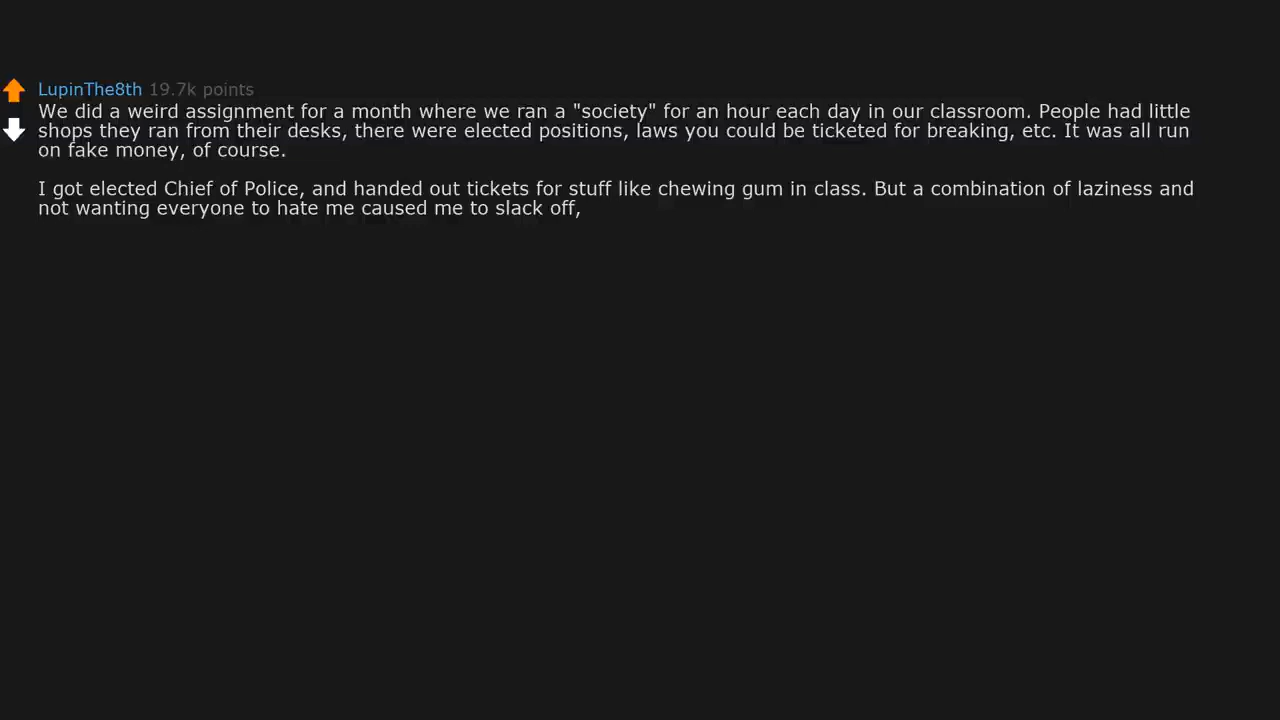 LupinThe8th 19.7k points
We did a weird assignment for a month where we ran a "society" for an hour each day in our classroom. People had little
shops they ran from their desks, there were elected positions, laws you could be ticketed for breaking, etc. It was all run
on fake money, of course.
I got elected Chief of Police, and handed out tickets for stuff like chewing gum in class. But a combination of laziness and
not wanting everyone to hate me caused me to slack off,